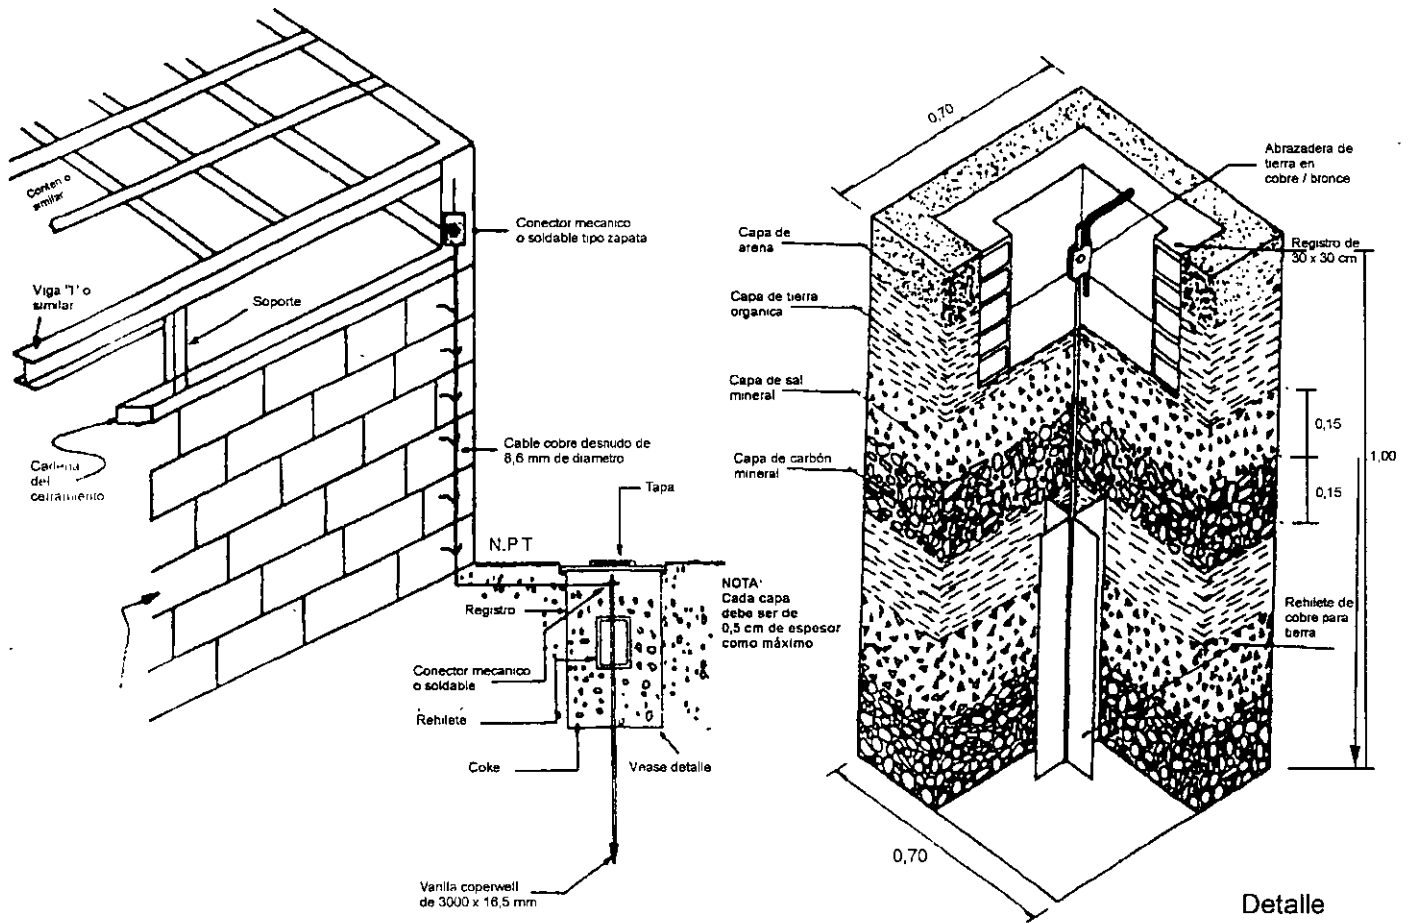 Conten o
similar
Viga "I" o
similar
Soporte
Conector mecanico
o soldable tipo zapata
Cable cobre desnudo de
8,6 mm de diametro
Cadena
del
cerramiento
Tapa
N.P.T
Registro
Conector mecanico
o soldable
Rehilete
Coke
Vease detalle
Varilla coperwell
de 3000 x 16,5 mm
NOTA:
Cada capa
debe ser de
0,5 cm de espesor
como máximo
0,70
Abrazadera de
tierra en
cobre / bronce
Capa de
arena
Registro de
30 x 30 cm
Capa de tierra
organica
Capa de sal
mineral
0,15
1,00
Capa de carbón
mineral
0,15
Rehilete de
cobre para
tierra
0,70
Detalle